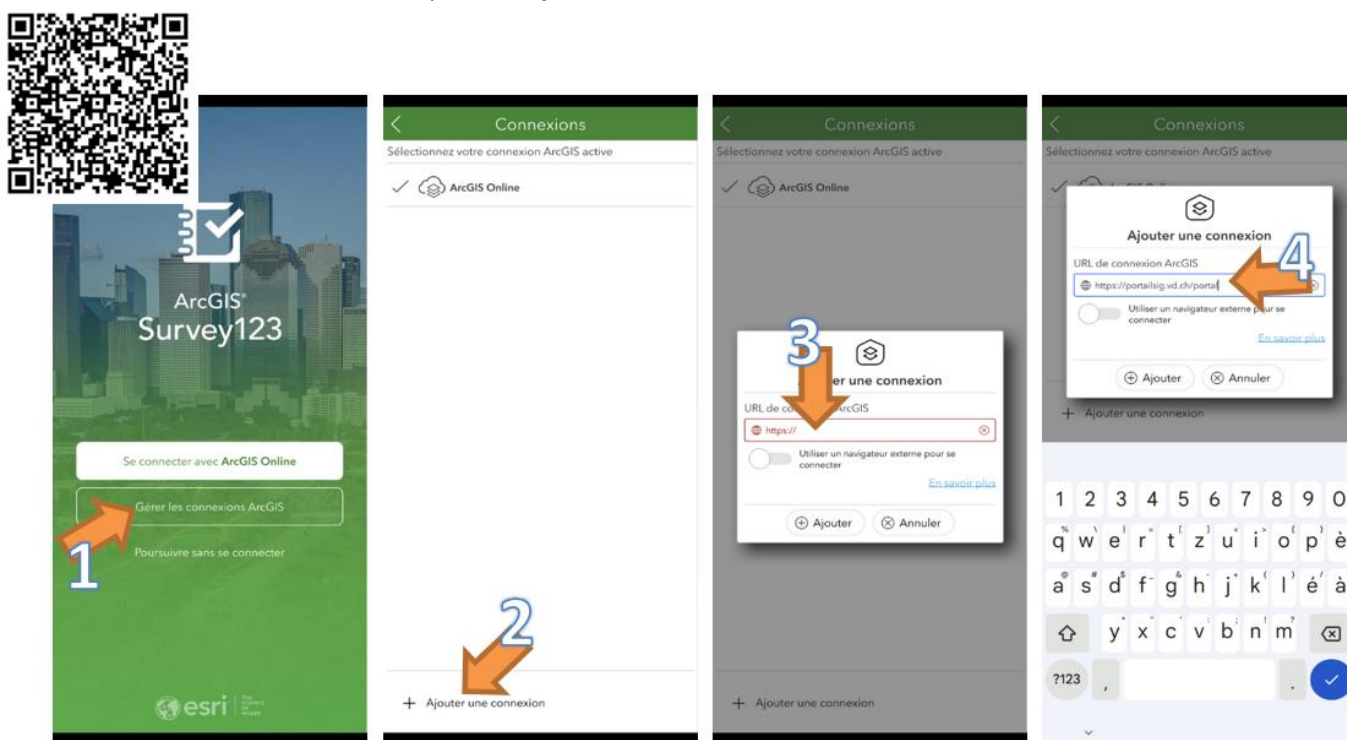 ArcGIS®
Survey123
Se connecter avec ArcGIS Online
Gérer les connexions ArcGIS
Poursuivre sans se connecter
1
esri
THE
SCIENCE
OF
WHERE
Connexions
Sélectionnez votre connexion ArcGIS active
ArcGIS Online
2
+ Ajouter une connexion
Connexions
Sélectionnez votre connexion ArcGIS active
ArcGIS Online
3
er une connexion
URL de co ArcGIS
https://
Utiliser un navigateur externe pour se
connecter
En savoir plus
Ajouter
Annuler
+ Ajouter une connexion
Connexions
Sélectionnez votre connexion ArcGIS active
Ajouter une connexion
4
URL de connexion ArcGIS
https://portailsig.vd.ch/portal
Utiliser un navigateur externe pour se
connecter
En savoir plus
Ajouter
Annuler
+ Ajouter une connexion
1 2 3 4 5 6 7 8 9 0
q w e r t z u i o p è
a s d f g h j k l é à
y x c v b n m
?123 , .